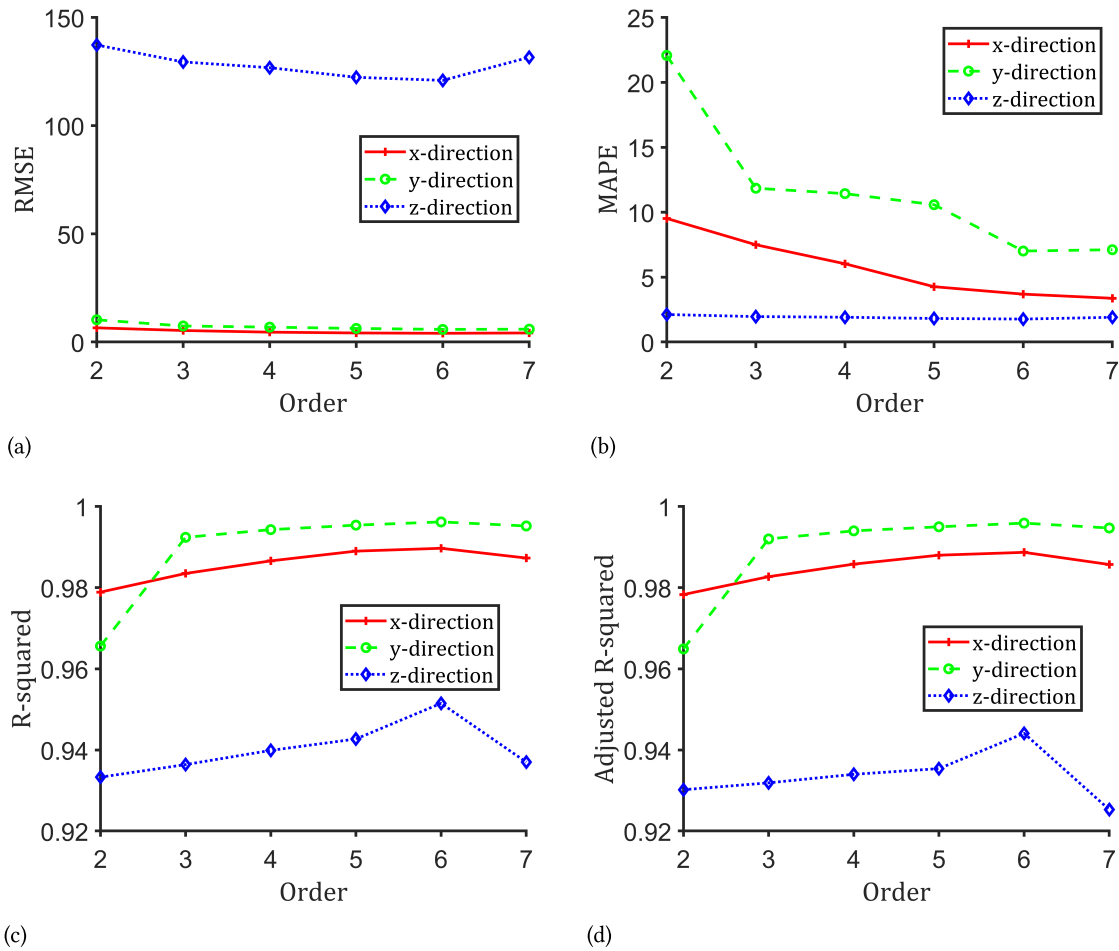 150
100
50
0
RMSE
x-direction
y-direction
z-direction
2 3 4 5 6 7
Order
(a)
25
20
15
10
5
0
MAPE
x-direction
y-direction
z-direction
2 3 4 5 6 7
Order
(b)
1
0.98
0.96
0.94
0.92
R-squared
x-direction
y-direction
z-direction
2 3 4 5 6 7
Order
(c)
1
0.98
0.96
0.94
0.92
Adjusted R-squared
x-direction
y-direction
z-direction
2 3 4 5 6 7
Order
(d)